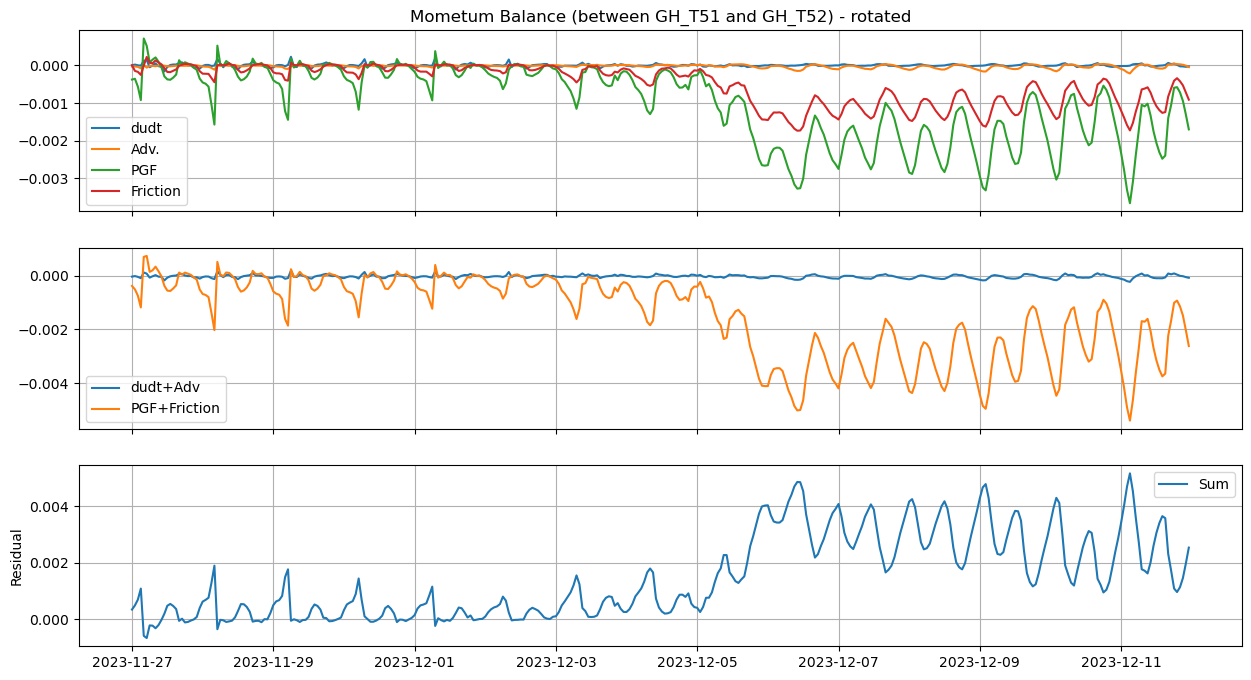 Mometum Balance (between GH_T51 and GH_T52) - rotated
0.000
−0.001
−0.002
−0.003
dudt
Adv.
PGF
Friction
0.000
−0.002
−0.004
dudt+Adv
PGF+Friction
Residual
0.004
0.002
0.000
Sum
2023-11-27 2023-11-29 2023-12-01 2023-12-03 2023-12-05 2023-12-07 2023-12-09 2023-12-11